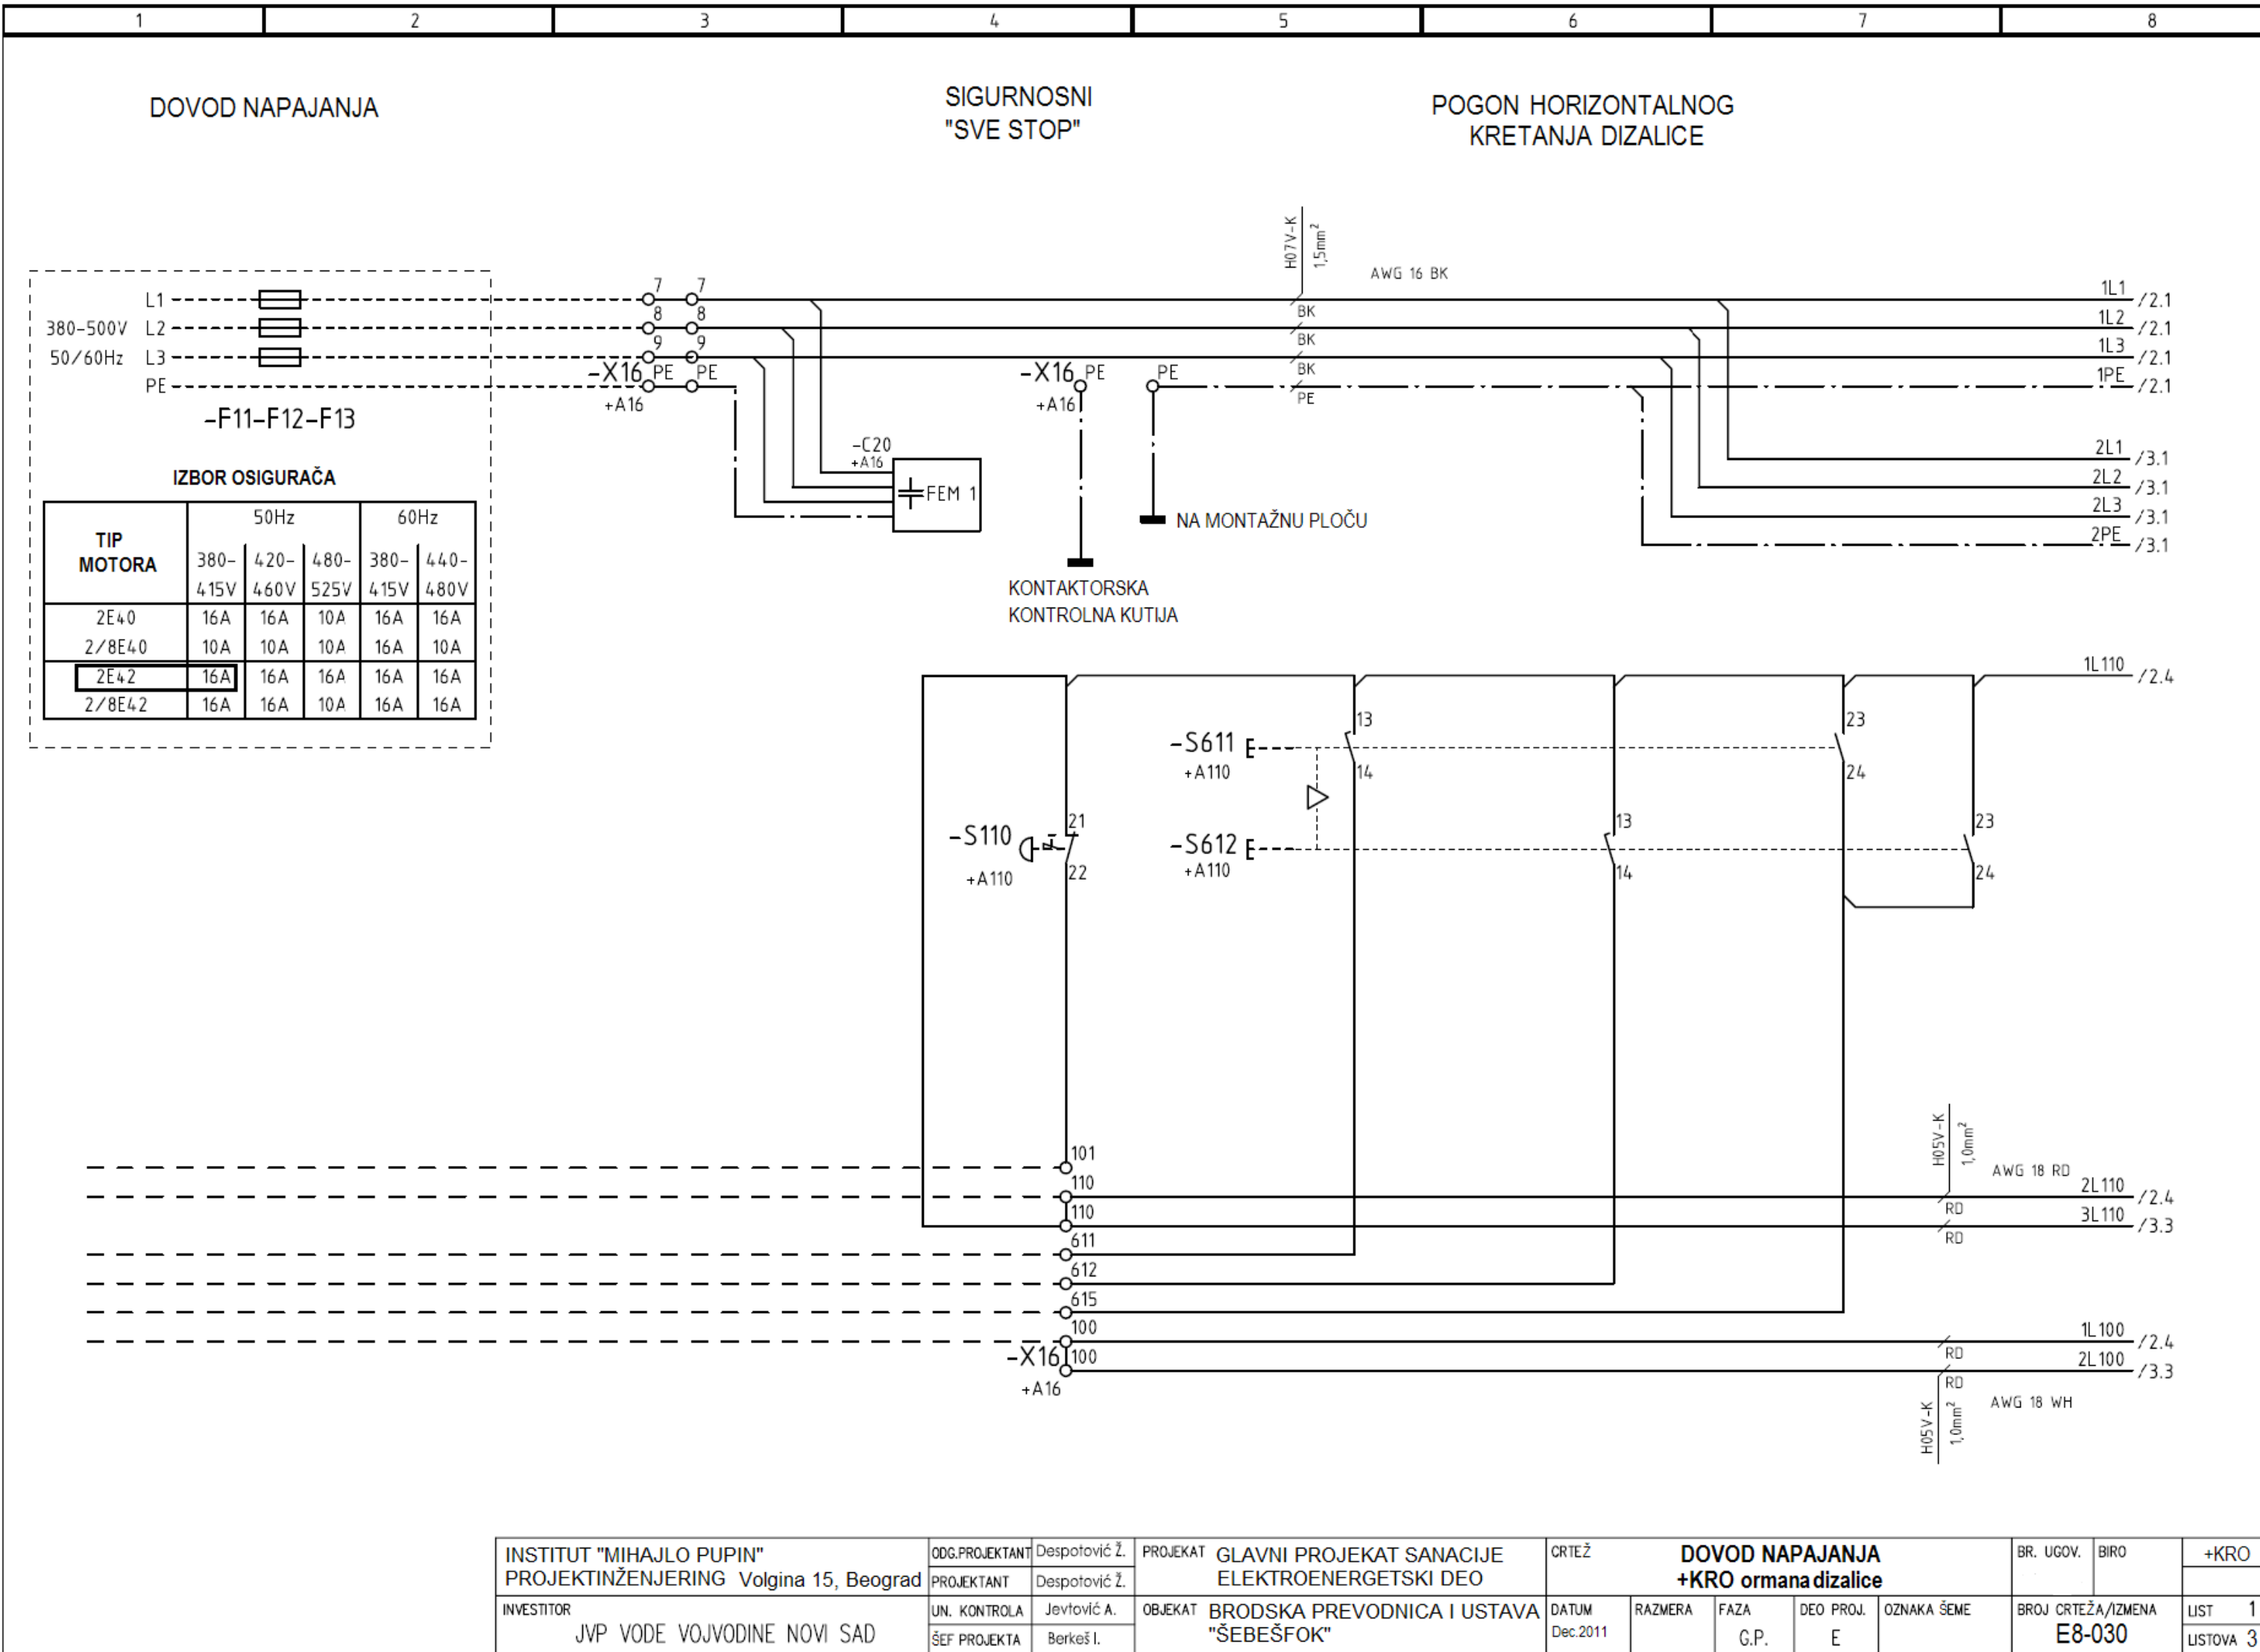 1 2 3 4 5 6 7 8
DOVOD NAPAJANJA
SIGURNOSNI
"SVE STOP"
POGON HORIZONTALNOG
KRETANJA DIZALICE
H07V-K
1,5mm²
AWG 16 BK
L1
380-500V L2
50/60Hz L3
PE
-F11-F12-F13
7 7
8 8
9 9
-X16 PE PE
+A16
-X16 PE PE
+A16
BK
BK
BK
PE
1L1 /2.1
1L2 /2.1
1L3 /2.1
1PE /2.1
2L1 /3.1
2L2 /3.1
2L3 /3.1
2PE /3.1
-C20
+A16
FEM 1
NA MONTAŽNU PLOČU
KONTAKTORSKA
KONTROLNA KUTIJA
IZBOR OSIGURAČA
TIP
MOTORA
50Hz 60Hz
380- 420- 480- 380- 440-
415V 460V 525V 415V 480V
2E40 16A 16A 10A 16A 16A
2/8E40 10A 10A 10A 16A 10A
2E42 16A 16A 16A 16A 16A
2/8E42 16A 16A 10A 16A 16A
1L110 /2.4
-S611
+A110
13
14
23
24
-S110
+A110
21
22
-S612
+A110
13
14
23
24
H05V-K
1,0mm²
AWG 18 RD
101
110
2L110 /2.4
RD
110
3L110 /3.3
RD
611
612
615
100
1L100 /2.4
RD
-X16 100
+A16
2L100 /3.3
RD
H05V-K
1,0mm²
AWG 18 WH
INSTITUT "MIHAJLO PUPIN"
PROJEKTINŽENJERING Volgina 15, Beograd
INVESTITOR
JVP VODE VOJVODINE NOVI SAD
ODG.PROJEKTANT Despotović Ž.
PROJEKTANT Despotović Ž.
UN. KONTROLA Jevtović A.
ŠEF PROJEKTA Berkeš I.
PROJEKAT GLAVNI PROJEKAT SANACIJE
ELEKTROENERGETSKI DEO
OBJEKAT BRODSKA PREVODNICA I USTAVA
"ŠEBEŠFOK"
CRTEŽ DOVOD NAPAJANJA
+KRO ormana dizalice
DATUM
Dec.2011
RAZMERA
FAZA
G.P.
DEO PROJ.
E
OZNAKA ŠEME
BR. UGOV. BIRO
BROJ CRTEŽA/IZMENA
E8-030
+KRO
LIST 1
LISTOVA 3